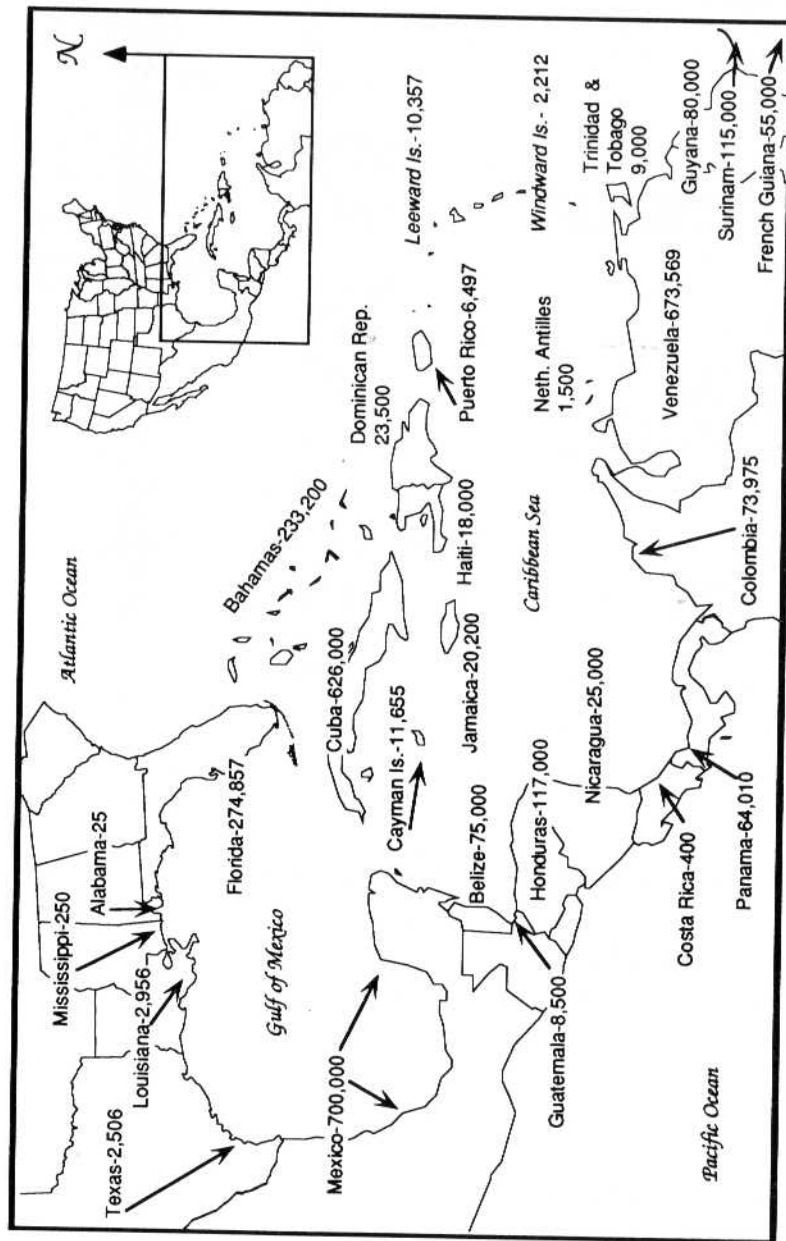 N
Atlantic Ocean
Mississippi-250
Alabama-25
Texas-2,506
Louisiana-2,956
Florida-274,857
Bahamas-233,200
Gulf of Mexico
Cuba-626,000
Dominican Rep.
23,500
Leeward Is.-10,357
Mexico-700,000
Cayman Is.-11,655
Jamaica-20,200
Haiti-18,000
Puerto Rico-6,497
Belize-75,000
Caribbean Sea
Neth. Antilles
1,500
Windward Is.- 2,212
Guatemala-8,500
Honduras-117,000
Nicaragua-25,000
Trinidad &
Tobago
9,000
Costa Rica-400
Venezuela-673,569
Guyana-80,000
Pacific Ocean
Panama-64,010
Colombia-73,975
Surinam-115,000
French Guiana-55,000